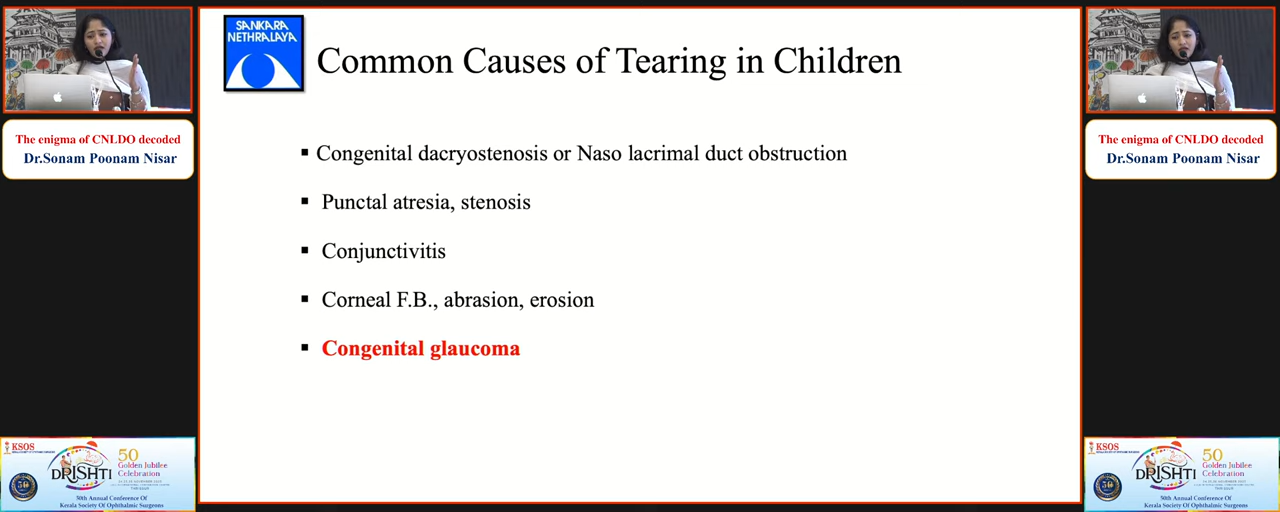 The enigma of CNLDO decoded
Dr.Sonam Poonam Nisar
KSOS
50
Golden Jubilee
Celebration
DRISHTI
50th Annual Conference Of
Kerala Society Of Ophthalmic Surgeons
SANKARA
NETHRALAYA
Common Causes of Tearing in Children
▪ Congenital dacryostenosis or Naso lacrimal duct obstruction
▪ Punctal atresia, stenosis
▪ Conjunctivitis
▪ Corneal F.B., abrasion, erosion
▪ Congenital glaucoma
The enigma of CNLDO decoded
Dr.Sonam Poonam Nisar
KSOS
50
Golden Jubilee
Celebration
DRISHTI
50th Annual Conference Of
Kerala Society Of Ophthalmic Surgeons